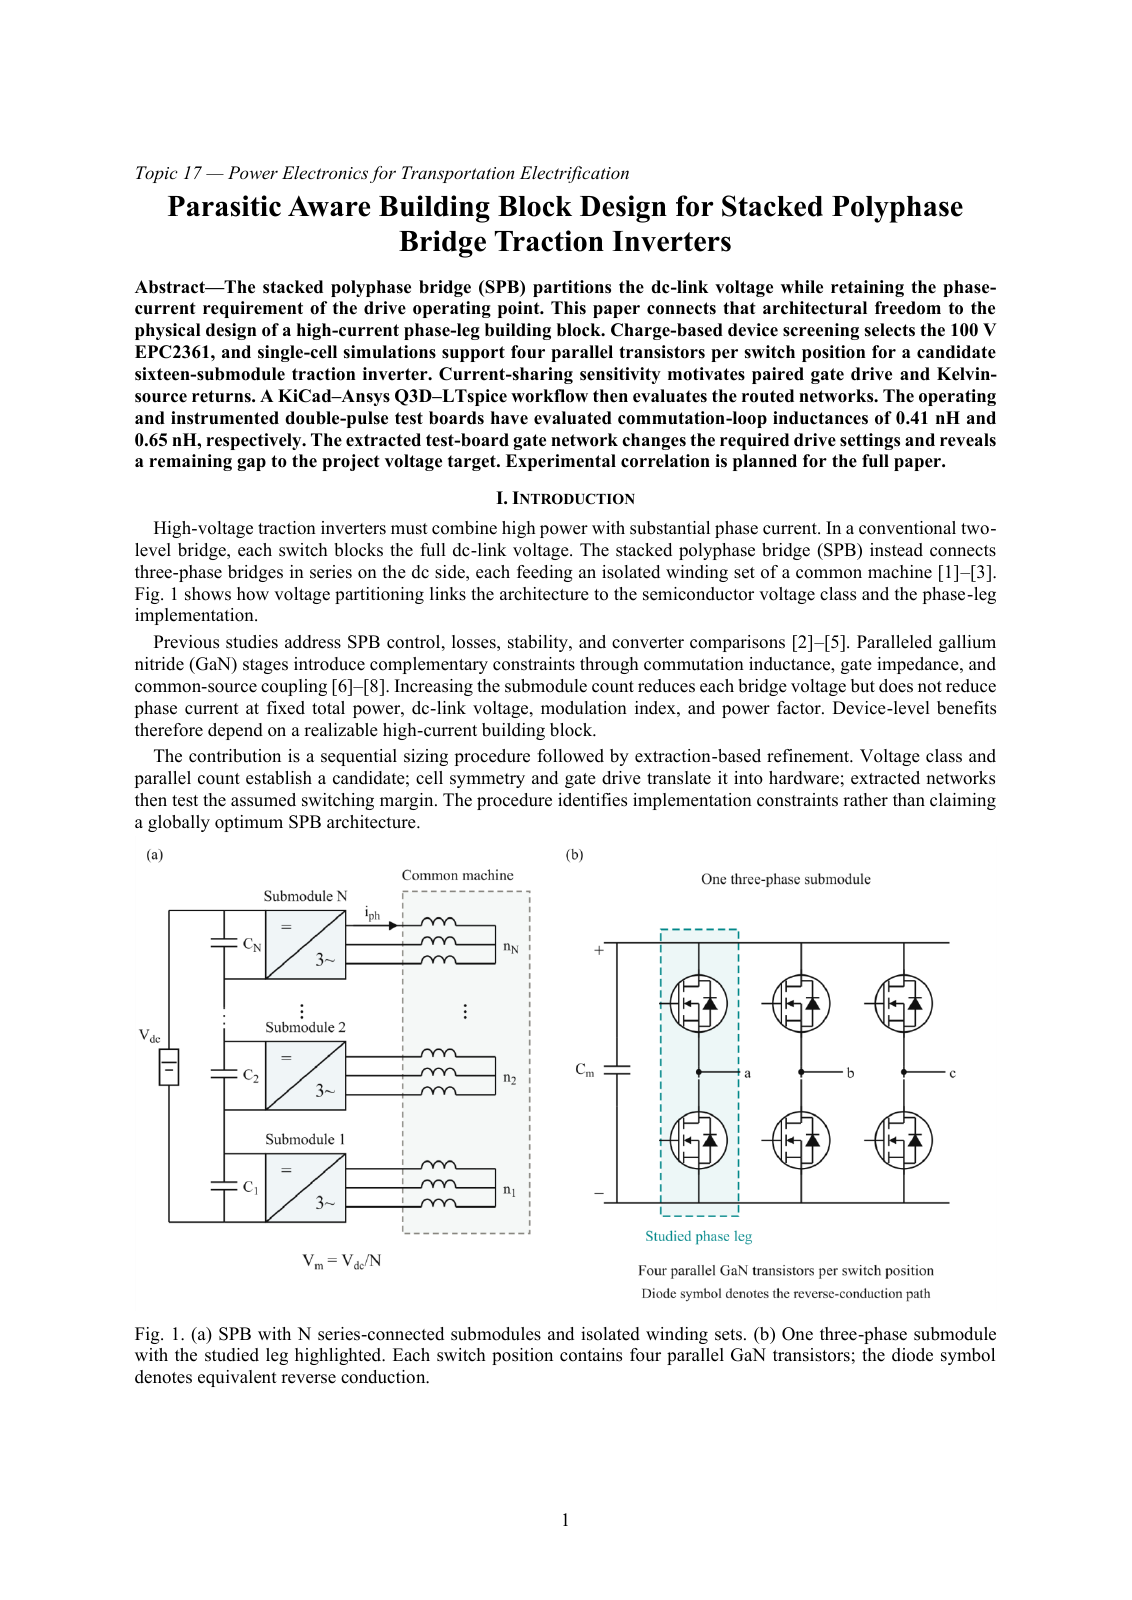 Topic 17 — Power Electronics for Transportation Electrification
Parasitic Aware Building Block Design for Stacked Polyphase
Bridge Traction Inverters
Abstract—The stacked polyphase bridge (SPB) partitions the dc-link voltage while retaining the phase-
current requirement of the drive operating point. This paper connects that architectural freedom to the
physical design of a high-current phase-leg building block. Charge-based device screening selects the 100 V
EPC2361, and single-cell simulations support four parallel transistors per switch position for a candidate
sixteen-submodule traction inverter. Current-sharing sensitivity motivates paired gate drive and Kelvin-
source returns. A KiCad–Ansys Q3D–LTspice workflow then evaluates the routed networks. The operating
and instrumented double-pulse test boards have evaluated commutation-loop inductances of 0.41 nH and
0.65 nH, respectively. The extracted test-board gate network changes the required drive settings and reveals
a remaining gap to the project voltage target. Experimental correlation is planned for the full paper.
I. INTRODUCTION
High-voltage traction inverters must combine high power with substantial phase current. In a conventional two-
level bridge, each switch blocks the full dc-link voltage. The stacked polyphase bridge (SPB) instead connects
three-phase bridges in series on the dc side, each feeding an isolated winding set of a common machine [1]–[3].
Fig. 1 shows how voltage partitioning links the architecture to the semiconductor voltage class and the phase-leg
implementation.
Previous studies address SPB control, losses, stability, and converter comparisons [2]–[5]. Paralleled gallium
nitride (GaN) stages introduce complementary constraints through commutation inductance, gate impedance, and
common-source coupling [6]–[8]. Increasing the submodule count reduces each bridge voltage but does not reduce
phase current at fixed total power, dc-link voltage, modulation index, and power factor. Device-level benefits
therefore depend on a realizable high-current building block.
The contribution is a sequential sizing procedure followed by extraction-based refinement. Voltage class and
parallel count establish a candidate; cell symmetry and gate drive translate it into hardware; extracted networks
then test the assumed switching margin. The procedure identifies implementation constraints rather than claiming
a globally optimum SPB architecture.
(a)
Common machine
Submodule N
iph
CN
=
3~
nN
⋮
⋮
⋮
Submodule 2
Vdc
C2
=
3~
n2
Submodule 1
C1
=
3~
n1
Vm = Vdc/N
(b)
One three-phase submodule
+
Cm
a
b
c
−
Studied phase leg
Four parallel GaN transistors per switch position
Diode symbol denotes the reverse-conduction path
Fig. 1. (a) SPB with N series-connected submodules and isolated winding sets. (b) One three-phase submodule
with the studied leg highlighted. Each switch position contains four parallel GaN transistors; the diode symbol
denotes equivalent reverse conduction.
1